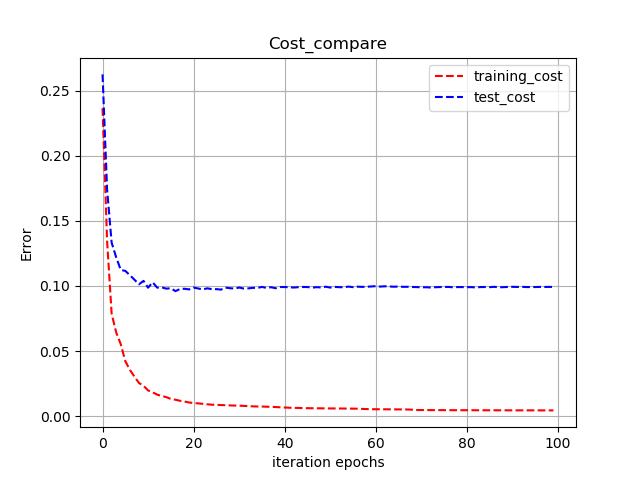 Cost_compare
training_cost
test_cost
Error
0.25
0.20
0.15
0.10
0.05
0.00
0 20 40 60 80 100
iteration epochs